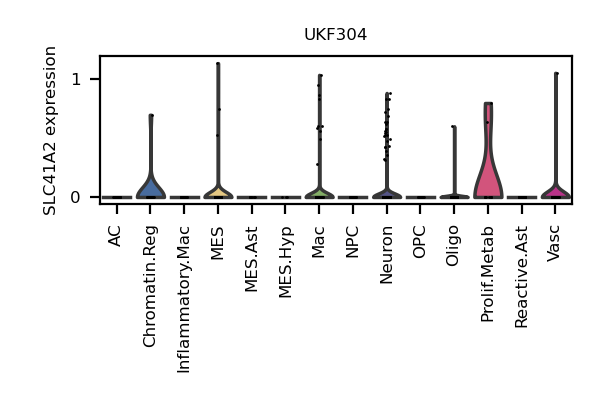 UKF304
SLC41A2 expression
1
0
AC
Chromatin.Reg
Inflammatory.Mac
MES
MES.Ast
MES.Hyp
Mac
NPC
Neuron
OPC
Oligo
Prolif.Metab
Reactive.Ast
Vasc